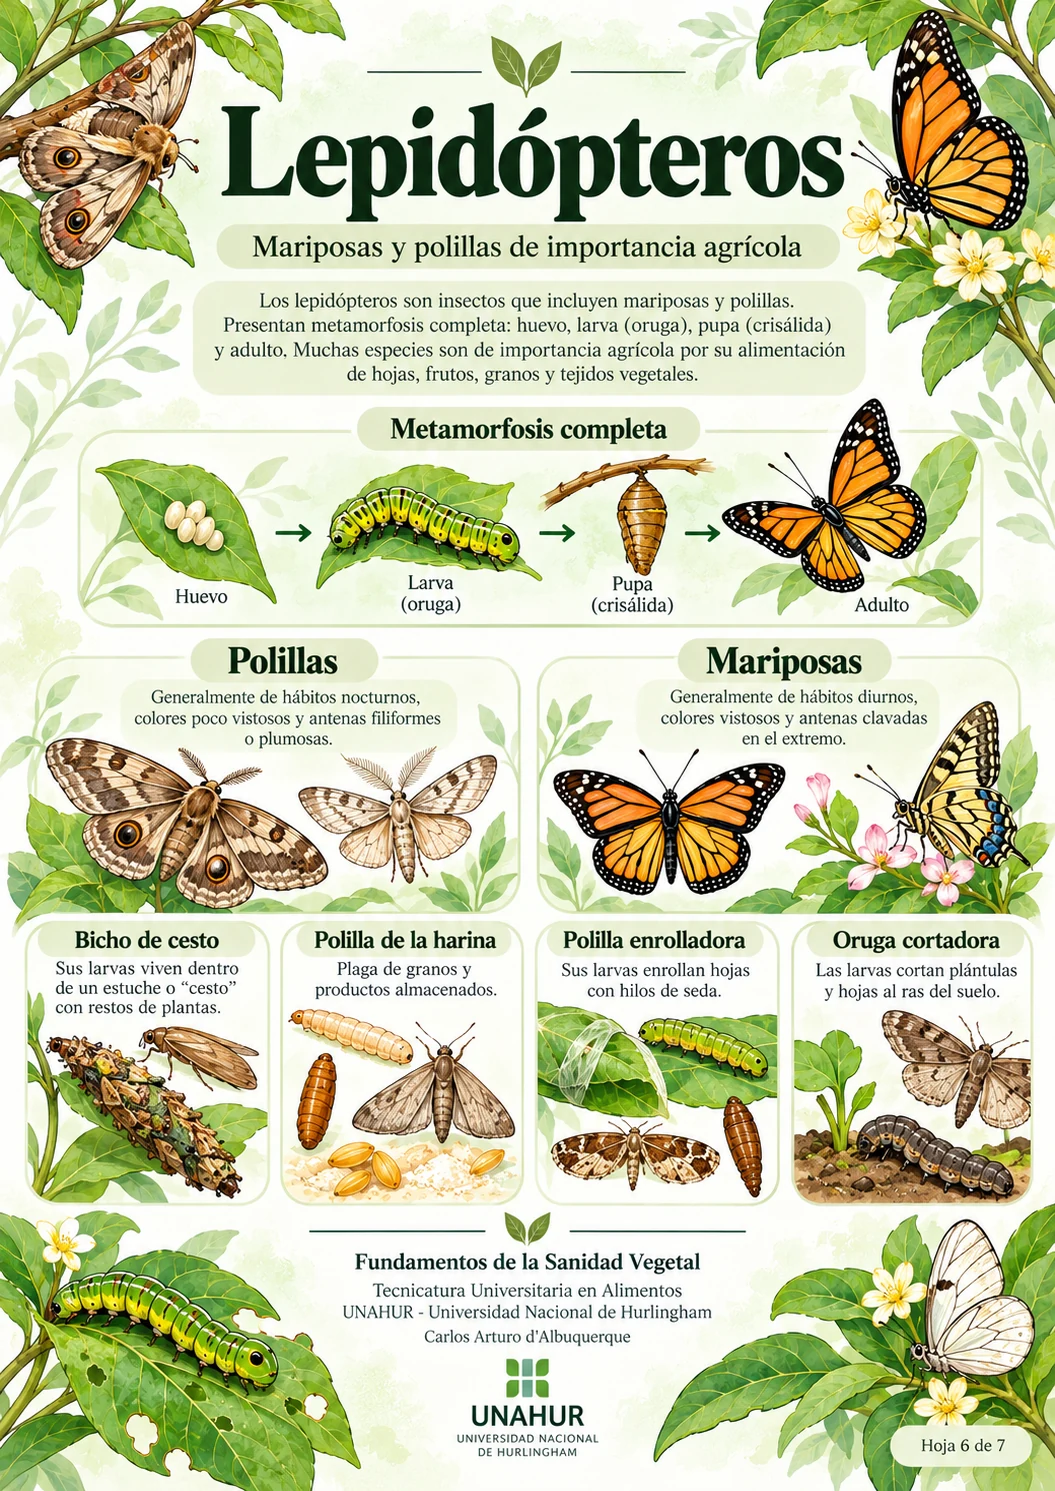 Lepidópteros
Mariposas y polillas de importancia agrícola
Los lepidópteros son insectos que incluyen mariposas y polillas.
Presentan metamorfosis completa: huevo, larva (oruga), pupa (crisálida)
y adulto. Muchas especies son de importancia agrícola por su alimentación
de hojas, frutos, granos y tejidos vegetales.
Metamorfosis completa
Huevo
Larva
(oruga)
Pupa
(crisálida)
Adulto
Polillas
Generalmente de hábitos nocturnos,
colores poco vistosos y antenas filiformes
o plumosas.
Mariposas
Generalmente de hábitos diurnos,
colores vistosos y antenas clavadas
en el extremo.
Bicho de cesto
Sus larvas viven dentro
de un estuche o “cesto”
con restos de plantas.
Polilla de la harina
Plaga de granos y
productos almacenados.
Polilla enrolladora
Sus larvas enrollan hojas
con hilos de seda.
Oruga cortadora
Las larvas cortan plántulas
y hojas al ras del suelo.
Fundamentos de la Sanidad Vegetal
Tecnicatura Universitaria en Alimentos
UNAHUR - Universidad Nacional de Hurlingham
Carlos Arturo d’Albuquerque
UNAHUR
UNIVERSIDAD NACIONAL
DE HURLINGHAM
Hoja 6 de 7